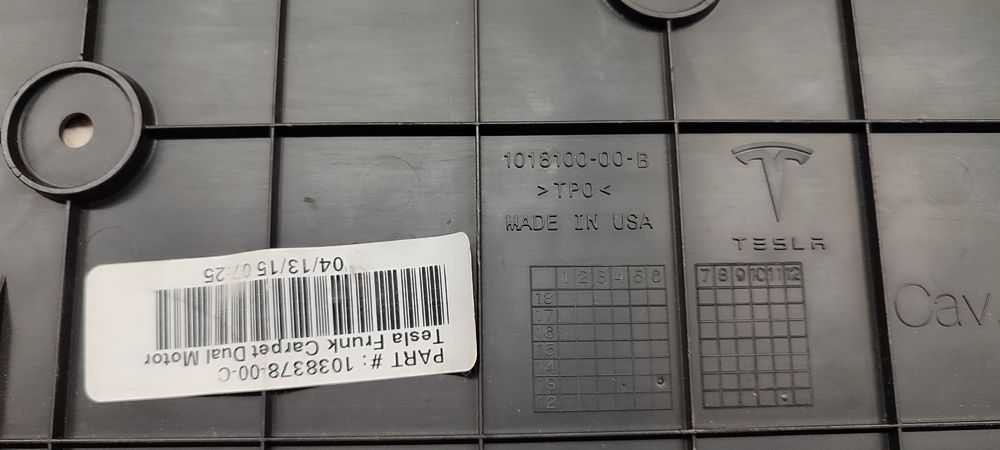 1018100-00-B
>TPO<
MADE IN USA
TESLA
1 2 3 4 5 6
18
17
16
15
14
13
12
7 8 9 10 11 12
Cav
PART # : 1038378-00-C
Tesla Frunk Carpet Dual Motor
04/13/15 07:25